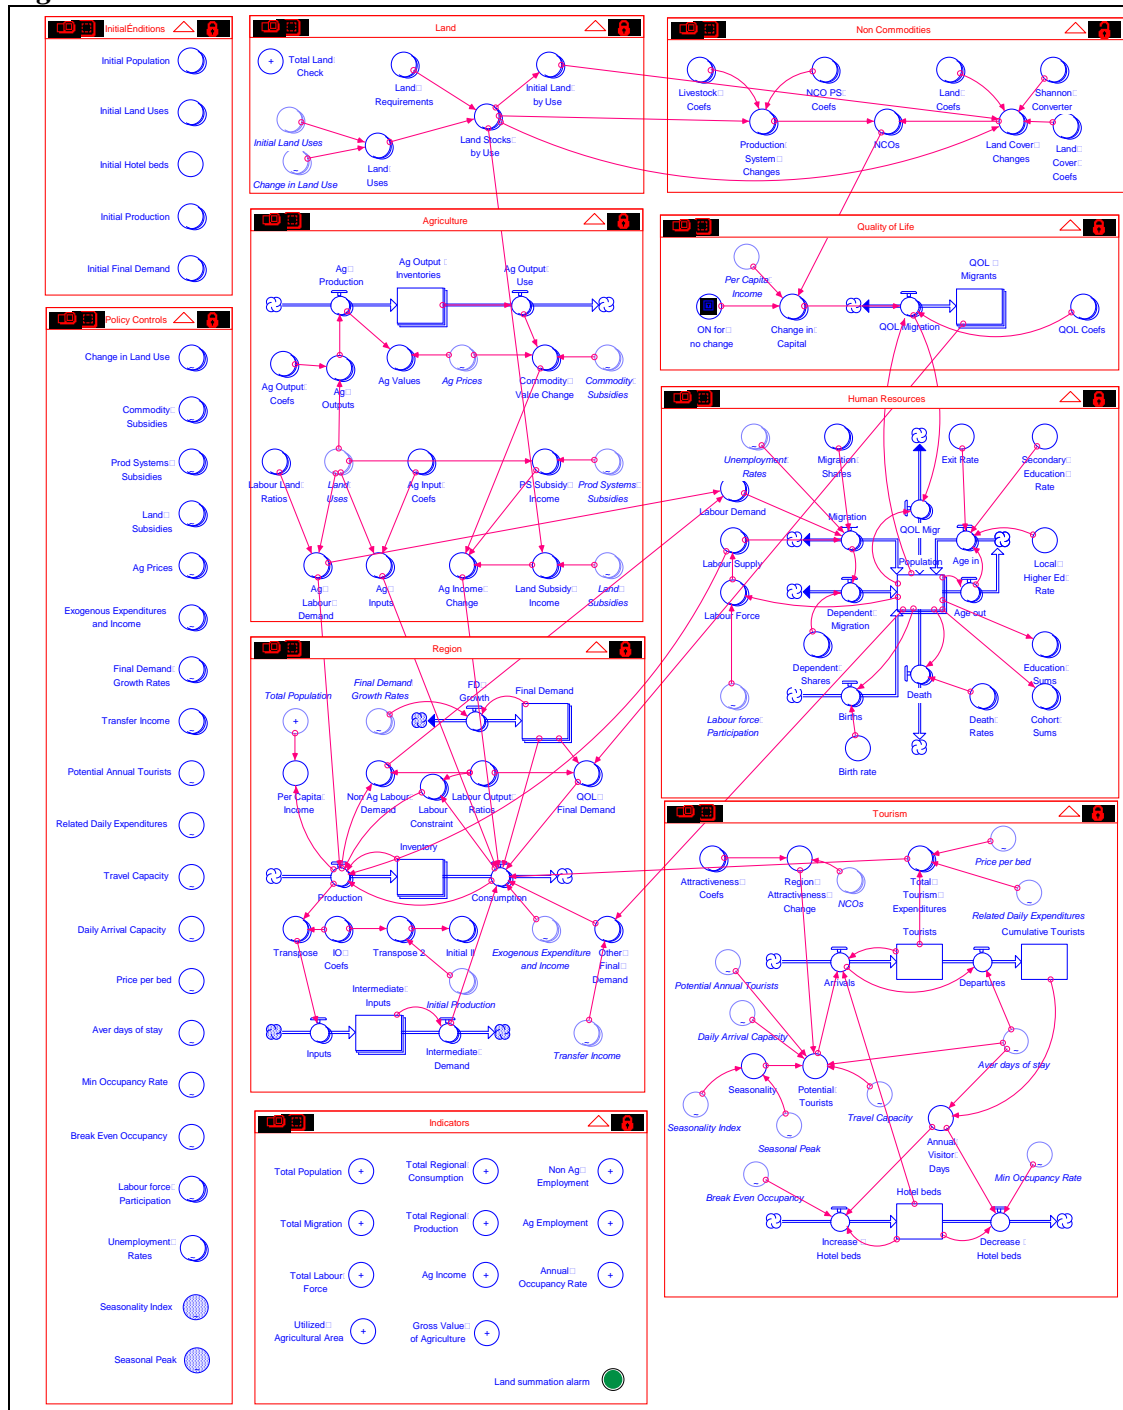 InitialÉnditions
Initial Population
Initial Land Uses
Initial Hotel beds
Initial Production
Initial Final Demand
Policy Controls
Change in Land Use
Commodity
Subsidies
Prod Systems
Subsidies
Land
Subsidies
Ag Prices
Exogenous Expenditures
and Income
Final Demand
Growth Rates
Transfer Income
Potential Annual Tourists
Related Daily Expenditures
Travel Capacity
Daily Arrival Capacity
Price per bed
Aver days of stay
Min Occupancy Rate
Break Even Occupancy
Labour force
Participation
Unemployment
Rates
Seasonality Index
Seasonal Peak
Land
Total Land
Check
Land
Requirements
Initial Land
by Use
Initial Land Uses
Land Stocks
by Use
Change in Land Use
Land
Uses
Agriculture
Ag
Production
Ag Output
Inventories
Ag Output
Use
Ag Output
Coefs
Ag
Outputs
Ag Values
Ag Prices
Commodity
Value Change
Commodity
Subsidies
Labour Land
Ratios
Land
Uses
Ag Input
Coefs
PS Subsidy
Income
Prod Systems
Subsidies
Ag
Labour
Demand
Ag
Inputs
Ag Income
Change
Land Subsidy
Income
Land
Subsidies
Region
Total Population
Final Demand
Growth Rates
FD
Growth
Final Demand
Per Capita
Income
Non Ag Labour
Demand
Labour
Constraint
Labour Output
Ratios
QOL
Final Demand
Inventory
Production
Consumption
Transpose
IO
Coefs
Transpose 2
Initial II
Exogenous Expenditure
and Income
Other
Final
Demand
Intermediate
Inputs
Initial Production
Inputs
Intermediate
Demand
Transfer Income
Indicators
Total Population
Total Regional
Consumption
Non Ag
Employment
Total Migration
Total Regional
Production
Ag Employment
Total Labour
Force
Ag Income
Annual
Occupancy Rate
Utilized
Agricultural Area
Gross Value
of Agriculture
Land summation alarm
Non Commodities
Livestock
Coefs
NCO PS
Coefs
Land
Coefs
Shannon
Converter
Production
System
Changes
NCOs
Land Cover
Changes
Land
Cover
Coefs
Quality of Life
Per Capita
Income
QOL
Migrants
ON for
no change
Change in
Capital
QOL Migration
QOL Coefs
Human Resources
Unemployment
Rates
Migration
Shares
Exit Rate
Secondary
Education
Rate
Labour Demand
Migration
QOL Migr
Labour Supply
Population
Age in
Local
Higher Ed
Rate
Labour Force
Dependent
Migration
Age out
Dependent
Shares
Education
Sums
Death
Labour force
Participation
Births
Death
Rates
Cohort
Sums
Birth rate
Tourism
Price per bed
Attractiveness
Coefs
Region
Attractiveness
Change
NCOs
Total
Tourism
Expenditures
Related Daily Expenditures
Tourists
Cumulative Tourists
Potential Annual Tourists
Arrivals
Departures
Daily Arrival Capacity
Aver days of stay
Seasonality
Potential
Tourists
Travel Capacity
Seasonality Index
Seasonal Peak
Annual
Visitor
Days
Break Even Occupancy
Min Occupancy Rate
Hotel beds
Increase
Hotel beds
Decrease
Hotel beds